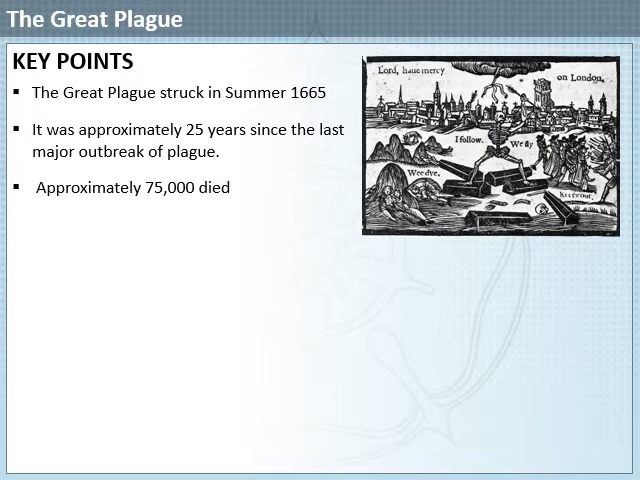 The Great Plague
KEY POINTS
▪ The Great Plague struck in Summer 1665
▪ It was approximately 25 years since the last
major outbreak of plague.
▪ Approximately 75,000 died
Lord, haue mercy
on London.
I follow.
We fly
Wee dye.
Keepe out.